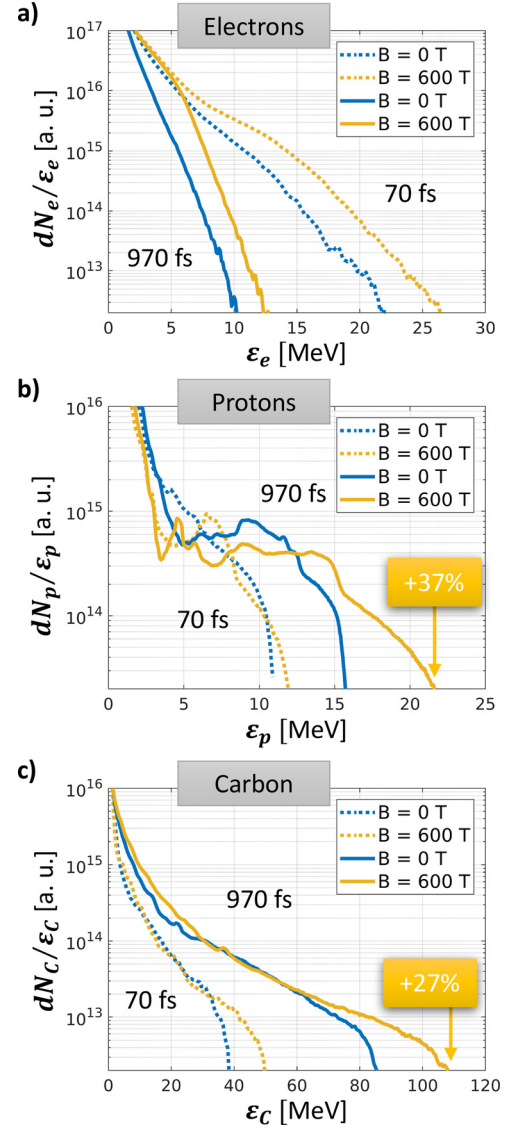 a)
Electrons
10^17
10^16
10^15
10^14
10^13
dN_e/ε_e [a. u.]
B = 0 T
B = 600 T
B = 0 T
B = 600 T
70 fs
970 fs
0 5 10 15 20 25 30
ε_e [MeV]
b)
Protons
10^16
10^15
10^14
dN_p/ε_p [a. u.]
B = 0 T
B = 600 T
B = 0 T
B = 600 T
970 fs
+37%
70 fs
0 5 10 15 20 25
ε_p [MeV]
c)
Carbon
10^16
10^15
10^14
10^13
dN_C/ε_C [a. u.]
B = 0 T
B = 600 T
B = 0 T
B = 600 T
970 fs
+27%
70 fs
0 20 40 60 80 100 120
ε_C [MeV]